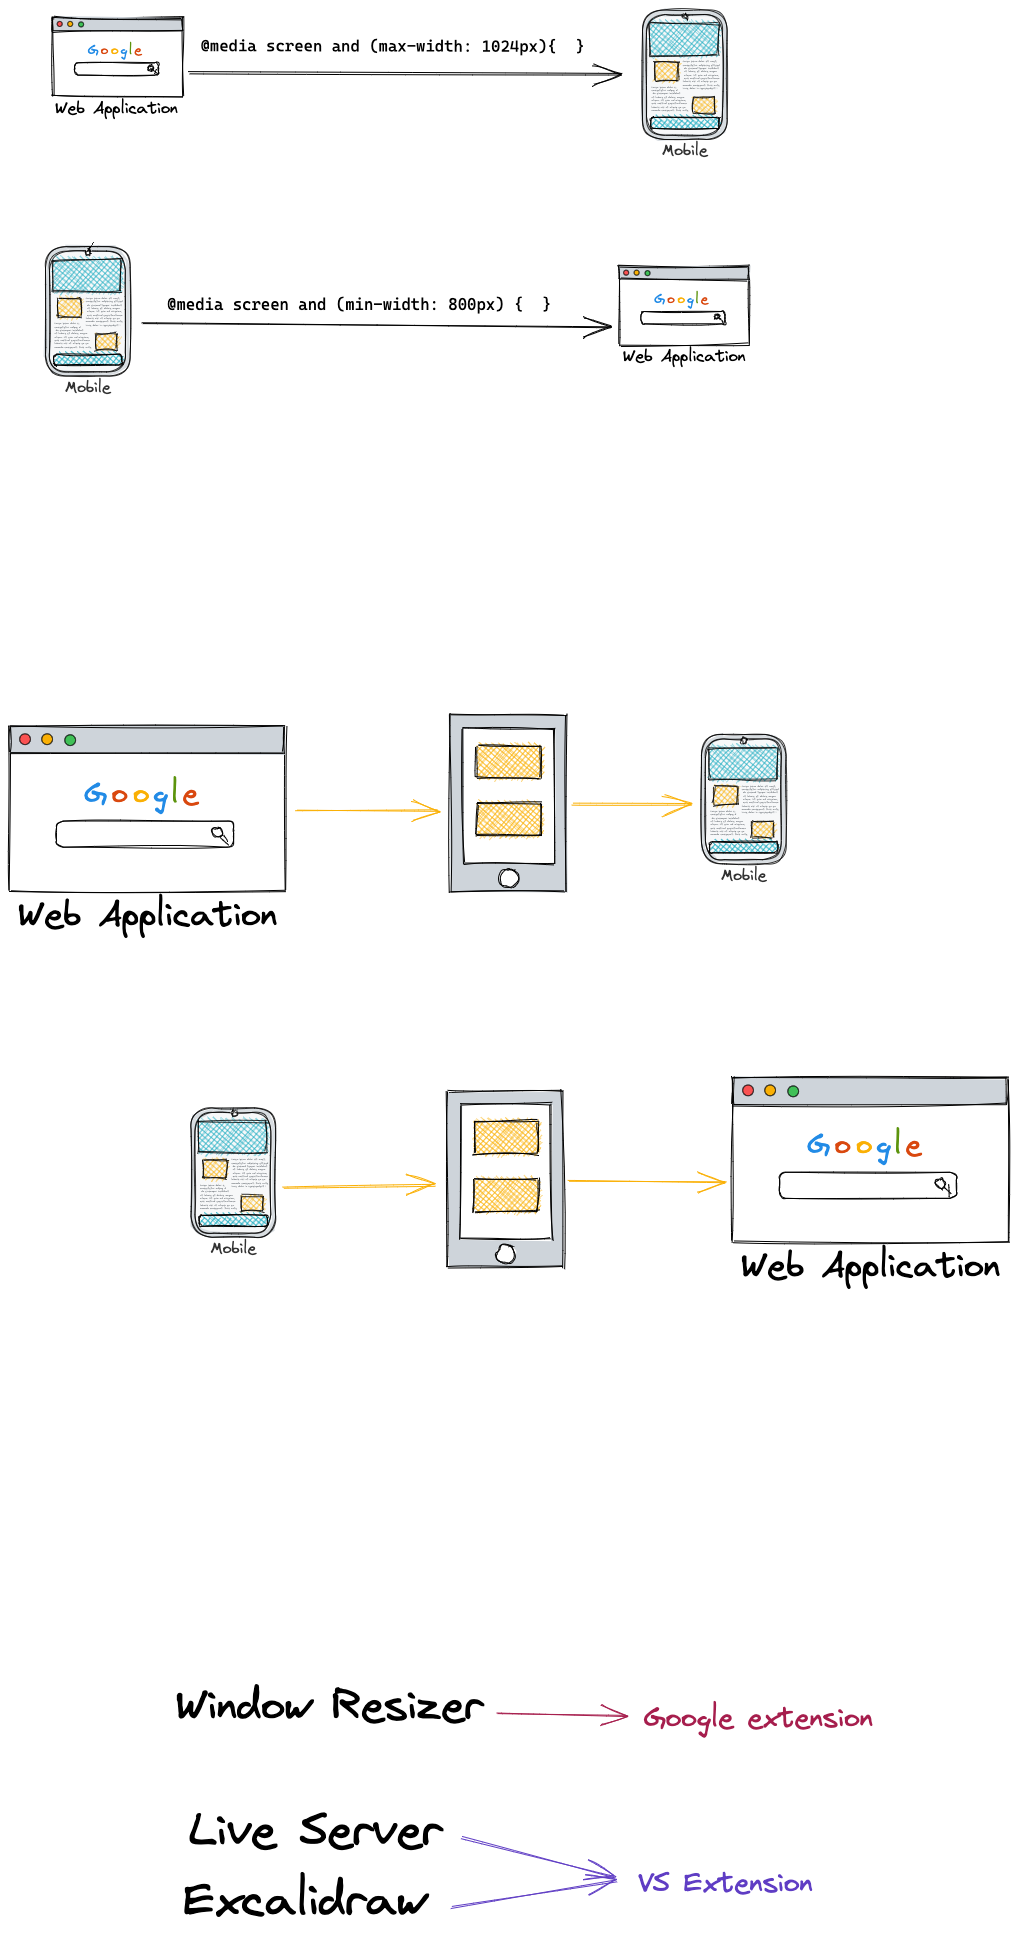 Google
@media screen and (max-width: 1024px){  }
Web Application
Mobile
@media screen and (min-width: 800px) {  }
Google
Web Application
Mobile
Google
Web Application
Mobile
Google
Mobile
Web Application
Window Resizer
Google extension
Live Server
VS Extension
Excalidraw